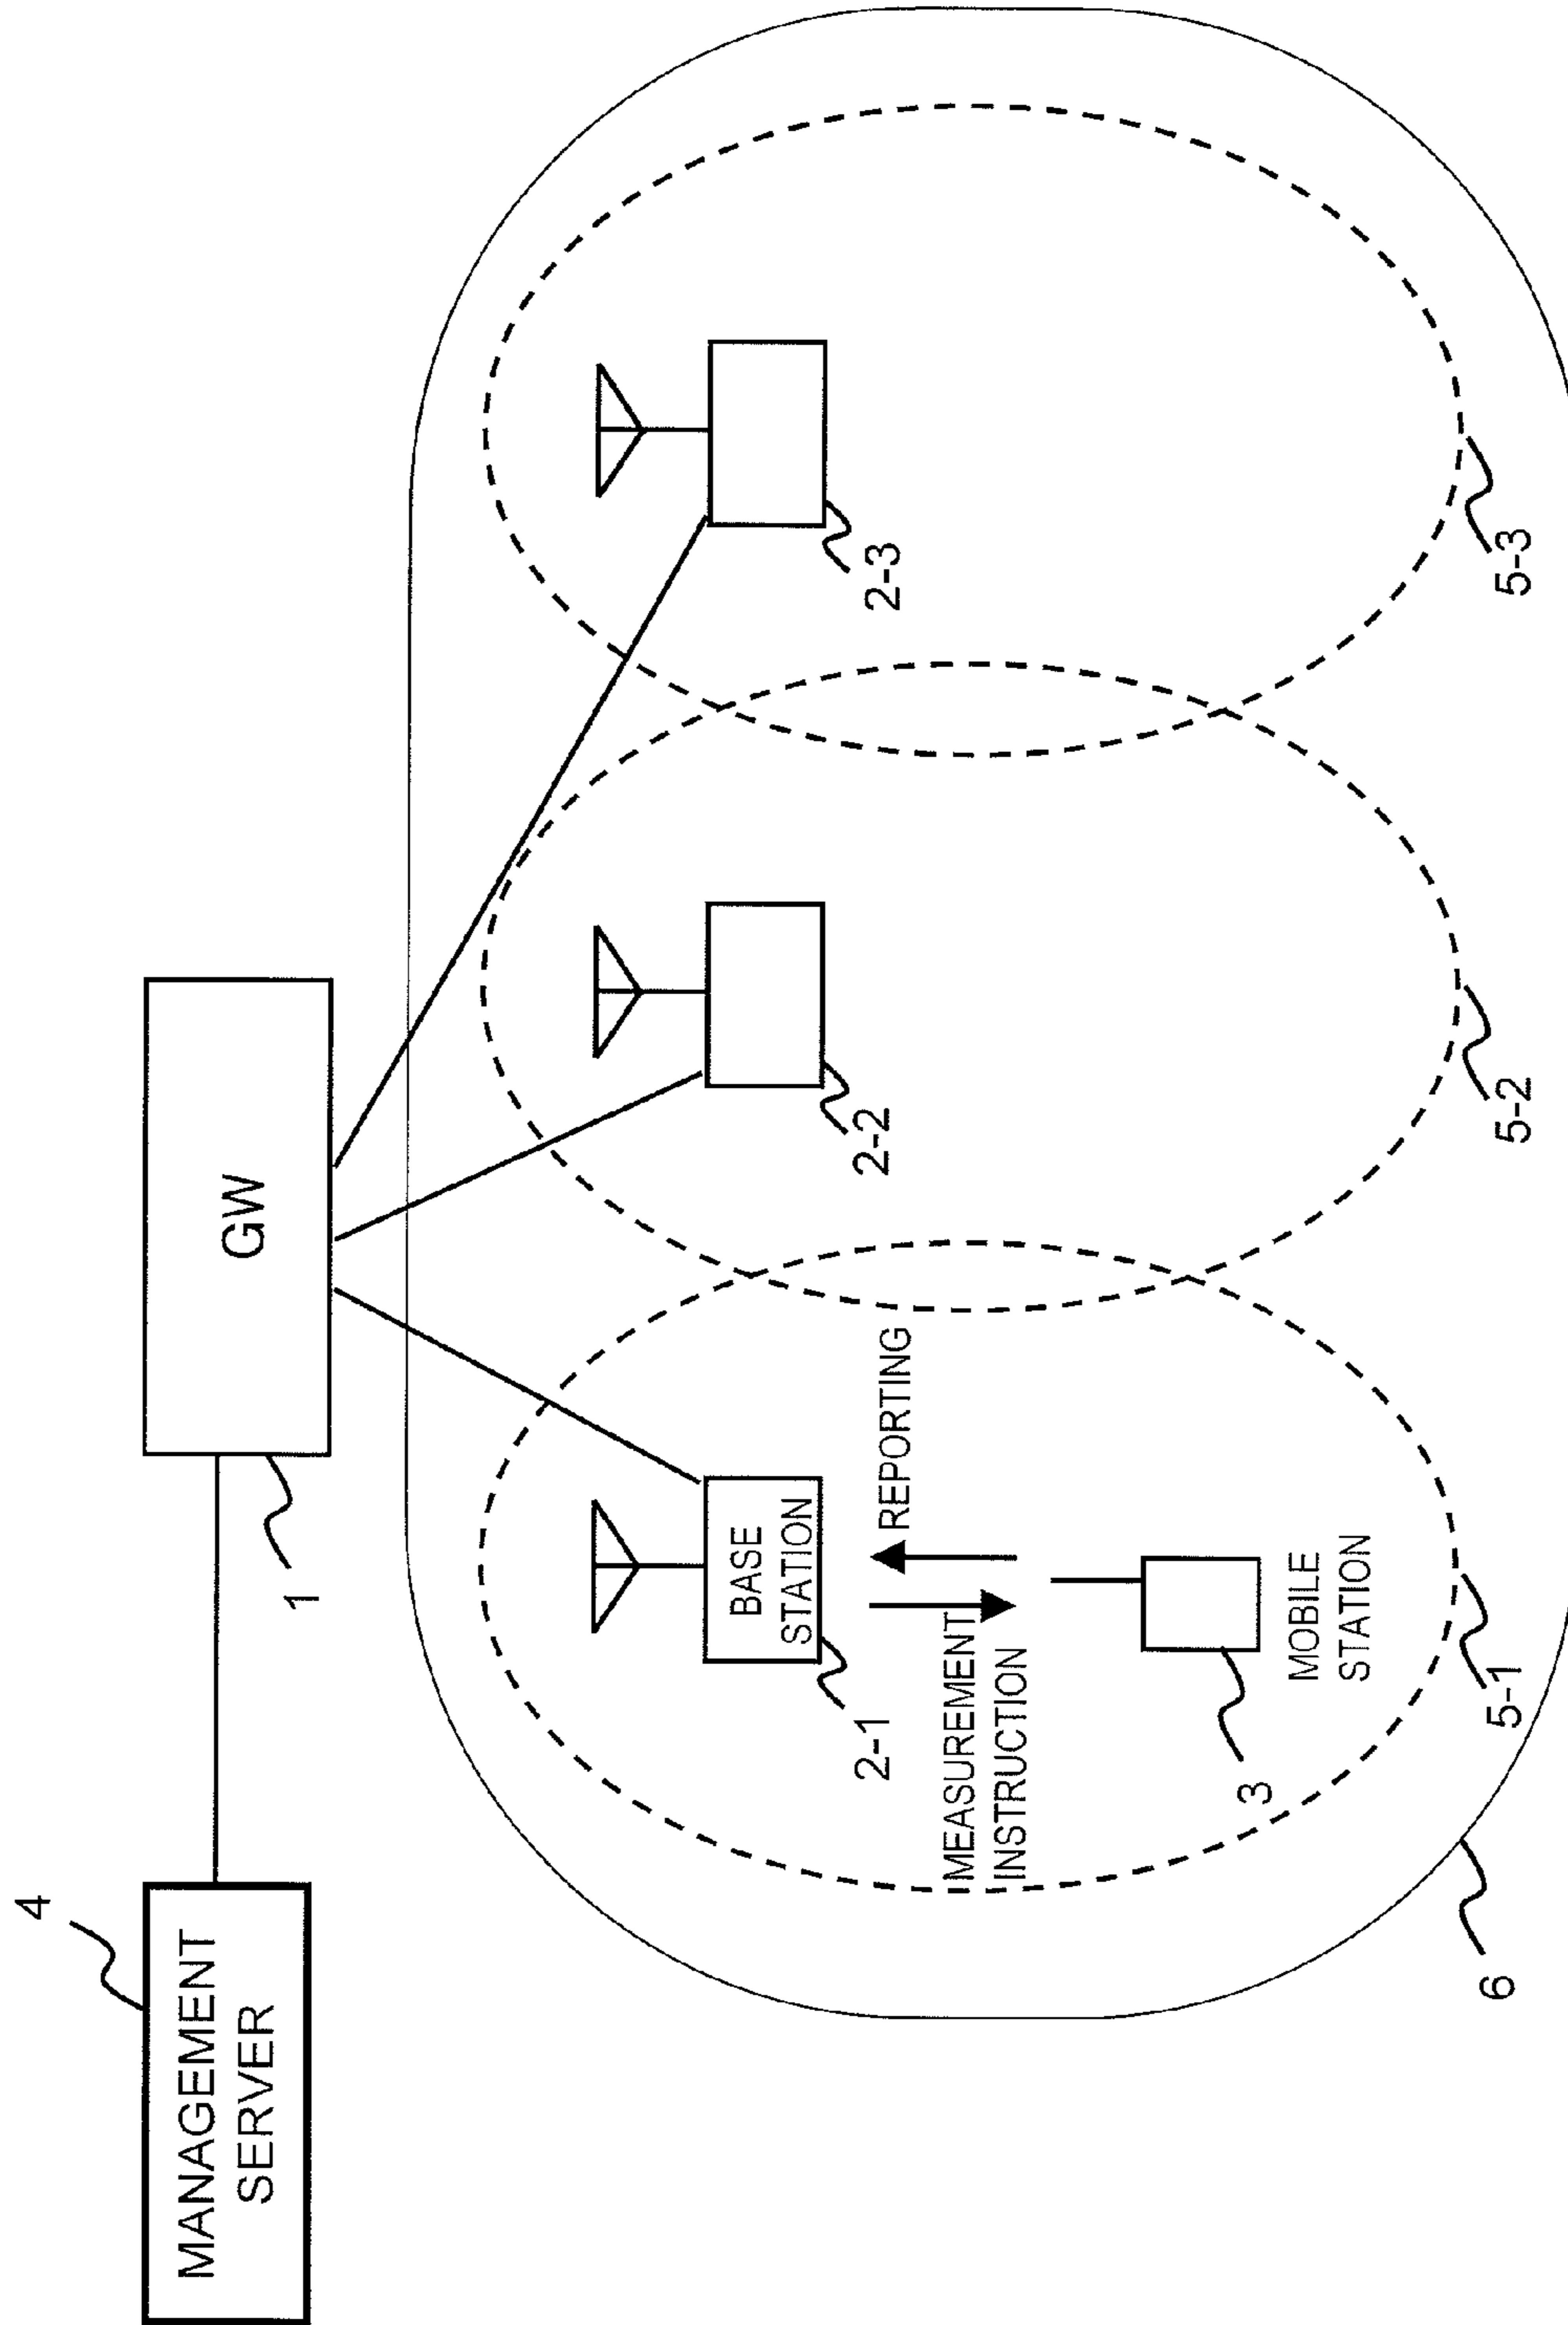 4
MANAGEMENT
SERVER
GW
1
BASE
STATION
2-1
2-2
2-3
REPORTING
MEASUREMENT
INSTRUCTION
3
MOBILE
STATION
5-1
5-2
5-3
6